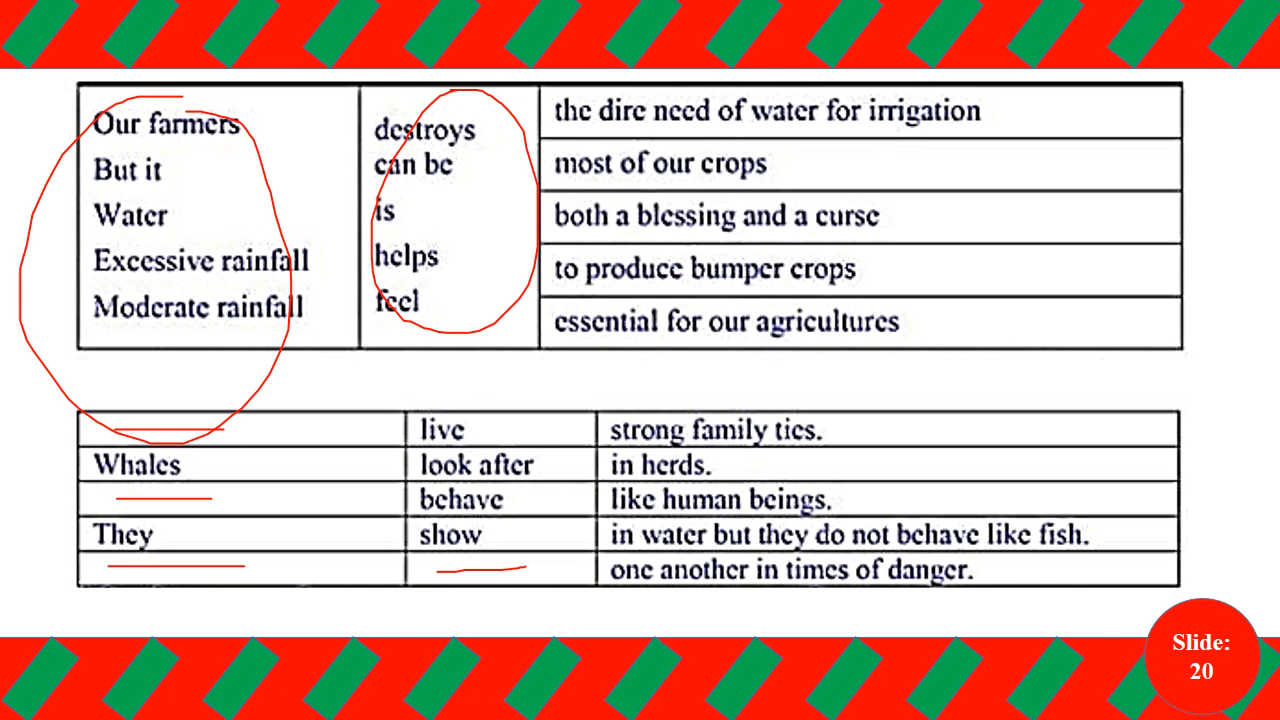 Our farmers
But it
Water
Excessive rainfall
Moderate rainfall
destroys
can be
is
helps
feel
the dire need of water for irrigation
most of our crops
both a blessing and a curse
to produce bumper crops
essential for our agricultures
live strong family ties.
Whales look after in herds.
behave like human beings.
They show in water but they do not behave like fish.
one another in times of danger.
Slide:
20